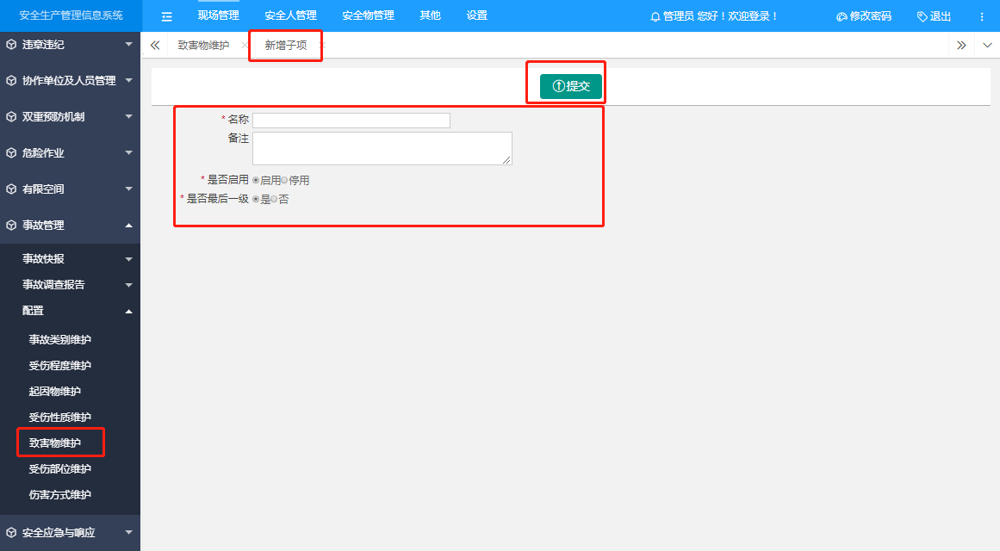 安全生产管理信息系统
现场管理 安全人管理 安全物管理 其他 设置
管理员 您好！欢迎登录！ 修改密码 退出
违章违纪
协作单位及人员管理
双重预防机制
危险作业
有限空间
事故管理
事故快报
事故调查报告
配置
事故类别维护
受伤程度维护
起因物维护
受伤性质维护
致害物维护
受伤部位维护
伤害方式维护
安全应急与响应
致害物维护 新增子项
提交
* 名称
备注
* 是否启用 启用 停用
* 是否最后一级 是 否